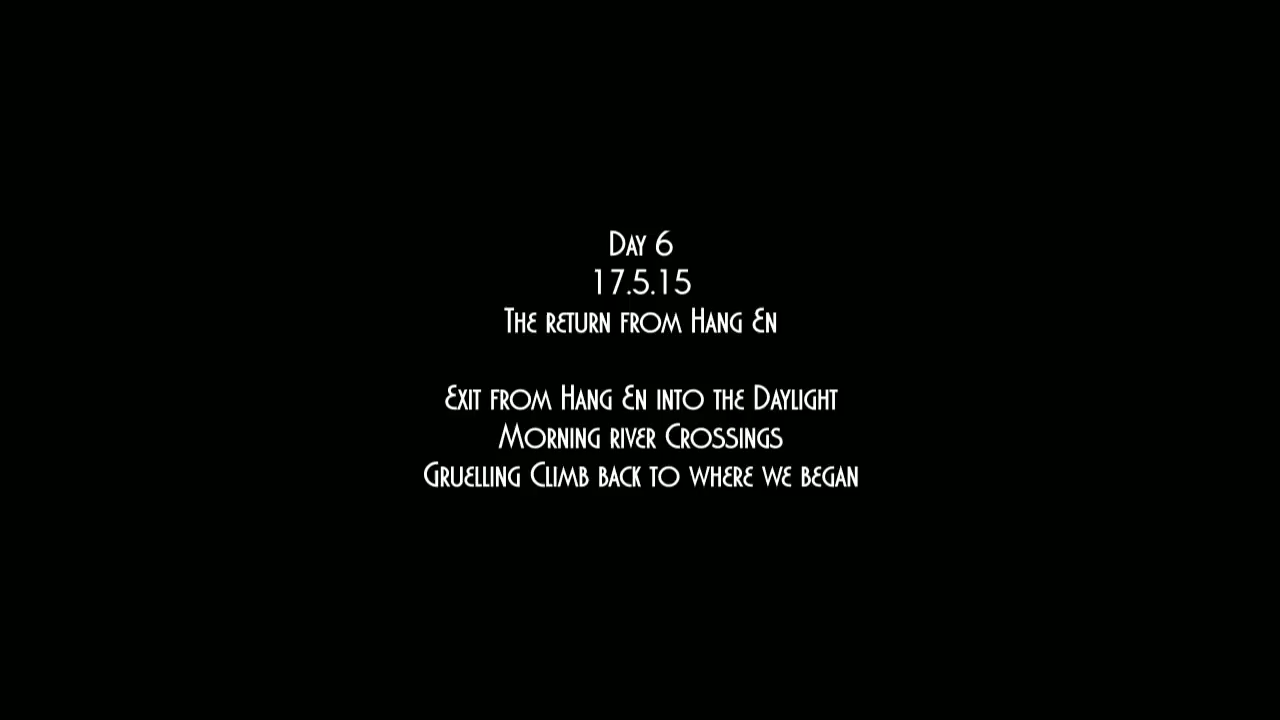 Day 6
17.5.15
The return from Hang En
Exit from Hang En into the Daylight
Morning river Crossings
Gruelling Climb back to where we began